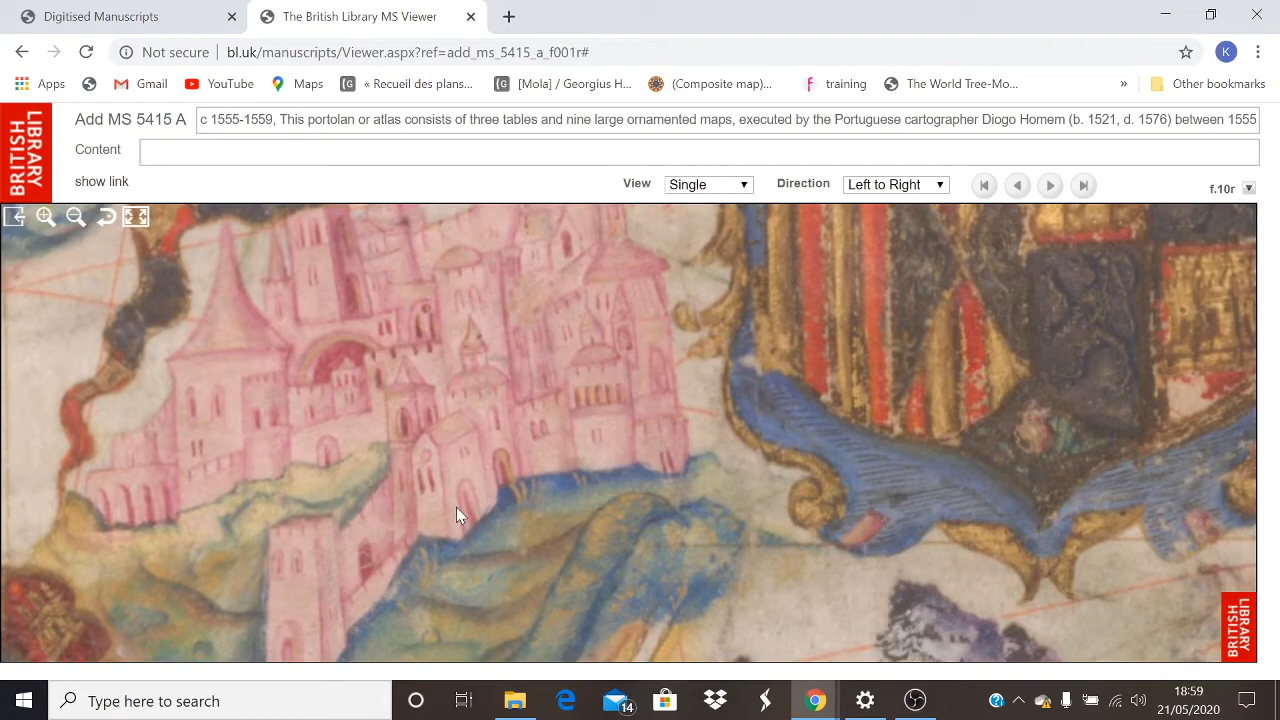 Digitised Manuscripts
The British Library MS Viewer
Not secure
bl.uk/manuscripts/Viewer.aspx?ref=add_ms_5415_a_f001r#
K
Apps
Gmail
YouTube
Maps
« Recueil des plans...
[Mola] / Georgius H...
(Composite map)...
training
The World Tree-Mo...
»
Other bookmarks
LIBRARY
BRITISH
Add MS 5415 A
c 1555-1559, This portolan or atlas consists of three tables and nine large ornamented maps, executed by the Portuguese cartographer Diogo Homem (b. 1521, d. 1576) between 1555
Content
show link
View
Single
Direction
Left to Right
f.10r
LIBRARY
BRITISH
Type here to search
14
18:59
21/05/2020